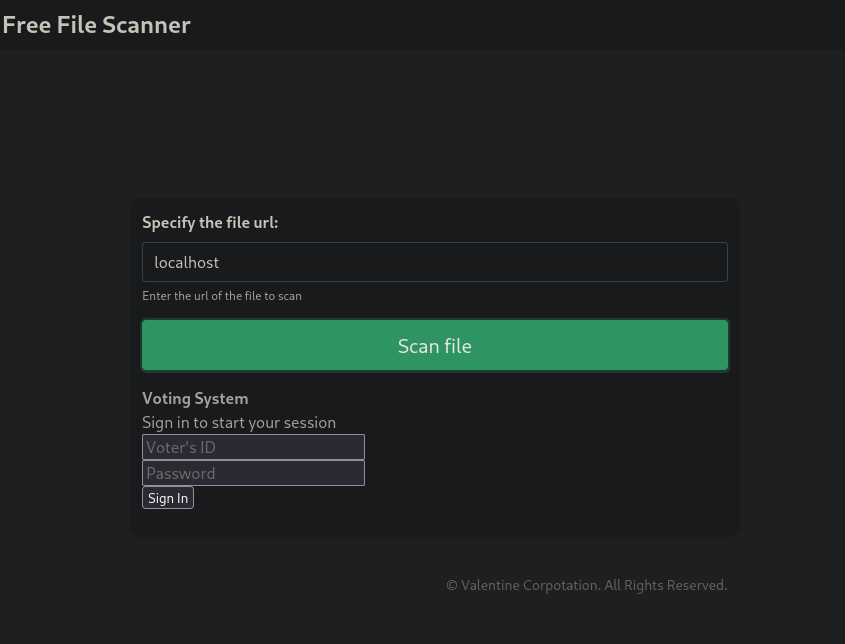 Free File Scanner
Specify the file url:
localhost
Enter the url of the file to scan
Scan file
Voting System
Sign in to start your session
Voter's ID
Password
Sign In
© Valentine Corpotation. All Rights Reserved.